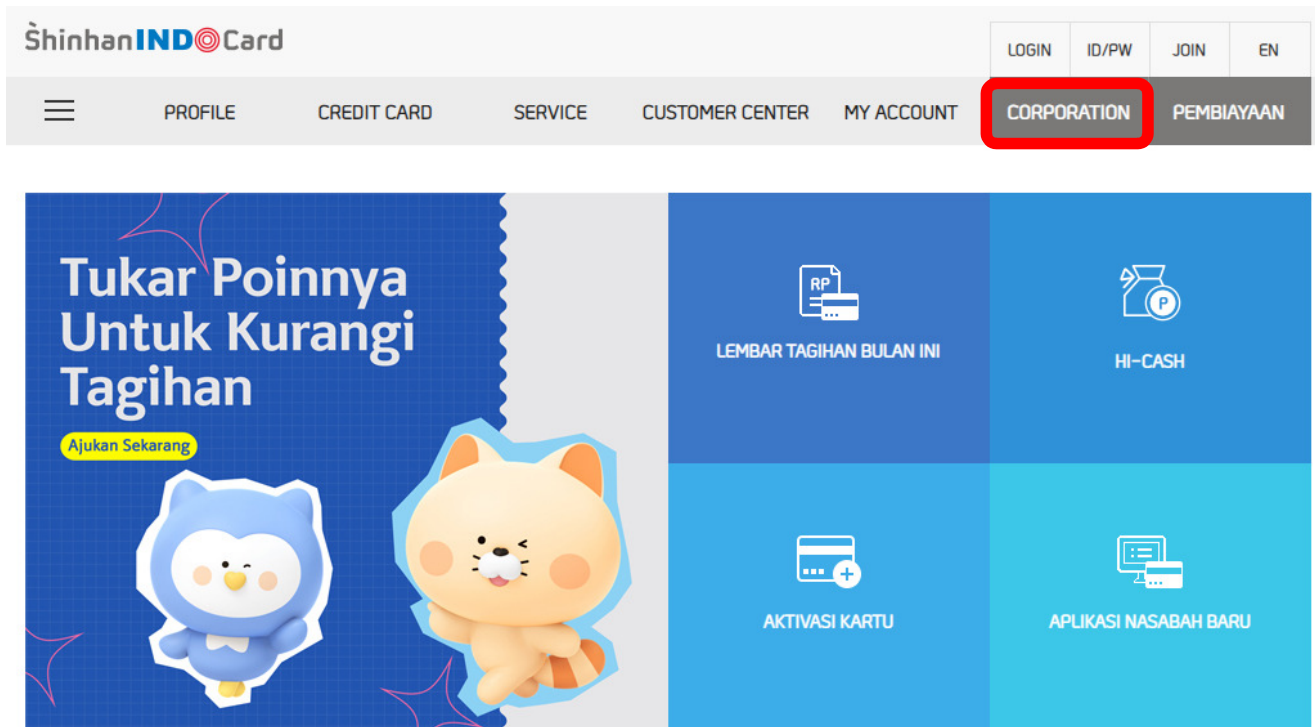 ShinhanINDOCard
LOGIN ID/PW JOIN EN
PROFILE CREDIT CARD SERVICE CUSTOMER CENTER MY ACCOUNT CORPORATION PEMBIAYAAN
Tukar Poinnya
Untuk Kurangi
Tagihan
Ajukan Sekarang
RP
LEMBAR TAGIHAN BULAN INI
P
HI-CASH
AKTIVASI KARTU
APLIKASI NASABAH BARU